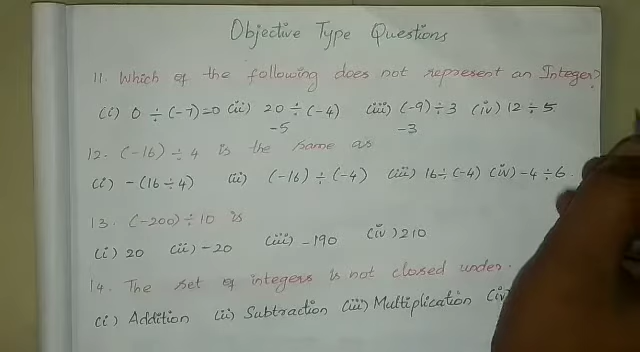 Objective Type Questions
11. Which of the following does not represent an Integer?
(i) 0 ÷ (-7)=0 (ii) 20 ÷ (-4) (iii) (-9) ÷ 3 (iv) 12 ÷ 5
-5 -3
12. (-16) ÷ 4 is the same as
(i) -(16 ÷ 4) (ii) (-16) ÷ (-4) (iii) 16 ÷ (-4) (iv) -4 ÷ 6.
13. (-200) ÷ 10 is
(i) 20 (ii) -20 (iii) -190 (iv) 210
14. The set of integers is not closed under.
(i) Addition (ii) Subtraction (iii) Multiplication (iv)